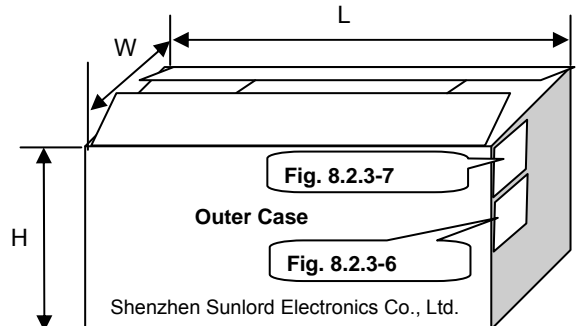 L
W
Fig. 8.2.3-7
Outer Case
H
Fig. 8.2.3-6
Shenzhen Sunlord Electronics Co., Ltd.